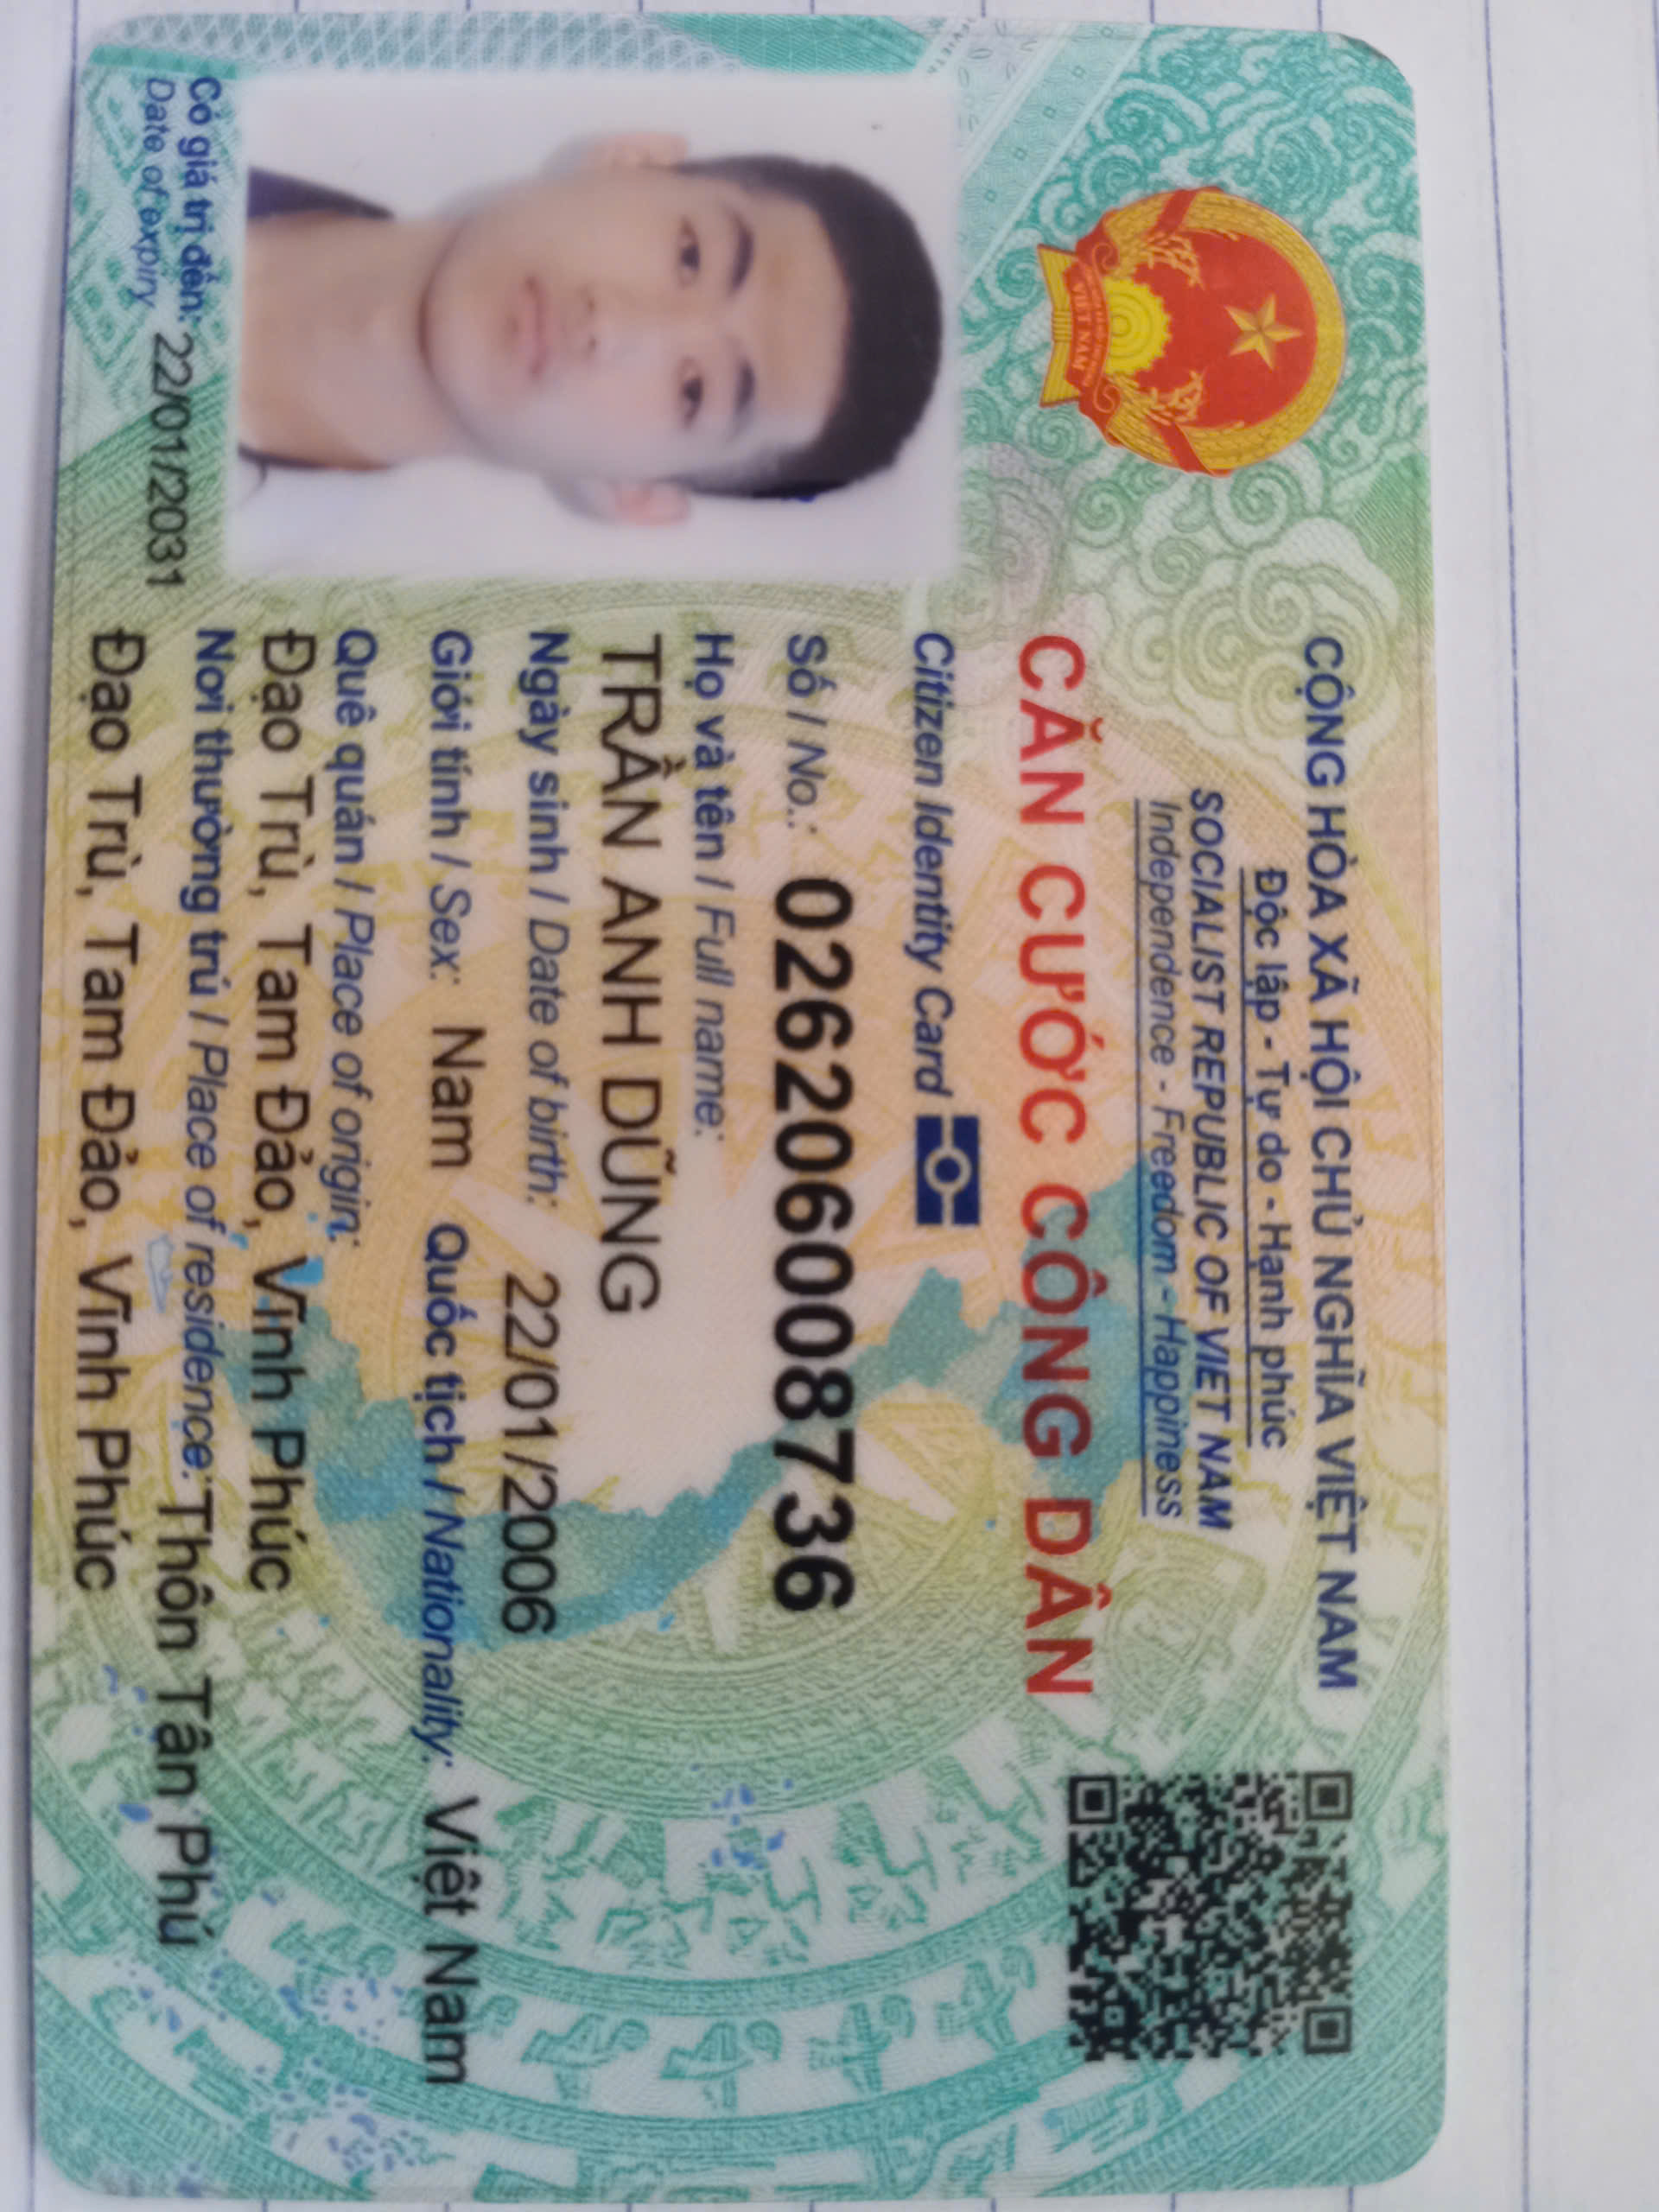 CỘNG HÒA XÃ HỘI CHỦ NGHĨA VIỆT NAM
Độc lập - Tự do - Hạnh phúc
SOCIALIST REPUBLIC OF VIET NAM
Independence - Freedom - Happiness
CĂN CƯỚC CÔNG DÂN
Citizen Identity Card
Số / No.: 026206008736
Họ và tên / Full name:
TRẦN ANH DŨNG
Ngày sinh / Date of birth: 22/01/2006
Giới tính / Sex: Nam Quốc tịch / Nationality: Việt Nam
Quê quán / Place of origin:
Đạo Trù, Tam Đảo, Vĩnh Phúc
Nơi thường trú / Place of residence: Thôn Tân Phú
Đạo Trù, Tam Đảo, Vĩnh Phúc
Có giá trị đến: 22/01/2031
Date of expiry
VIỆT NAM